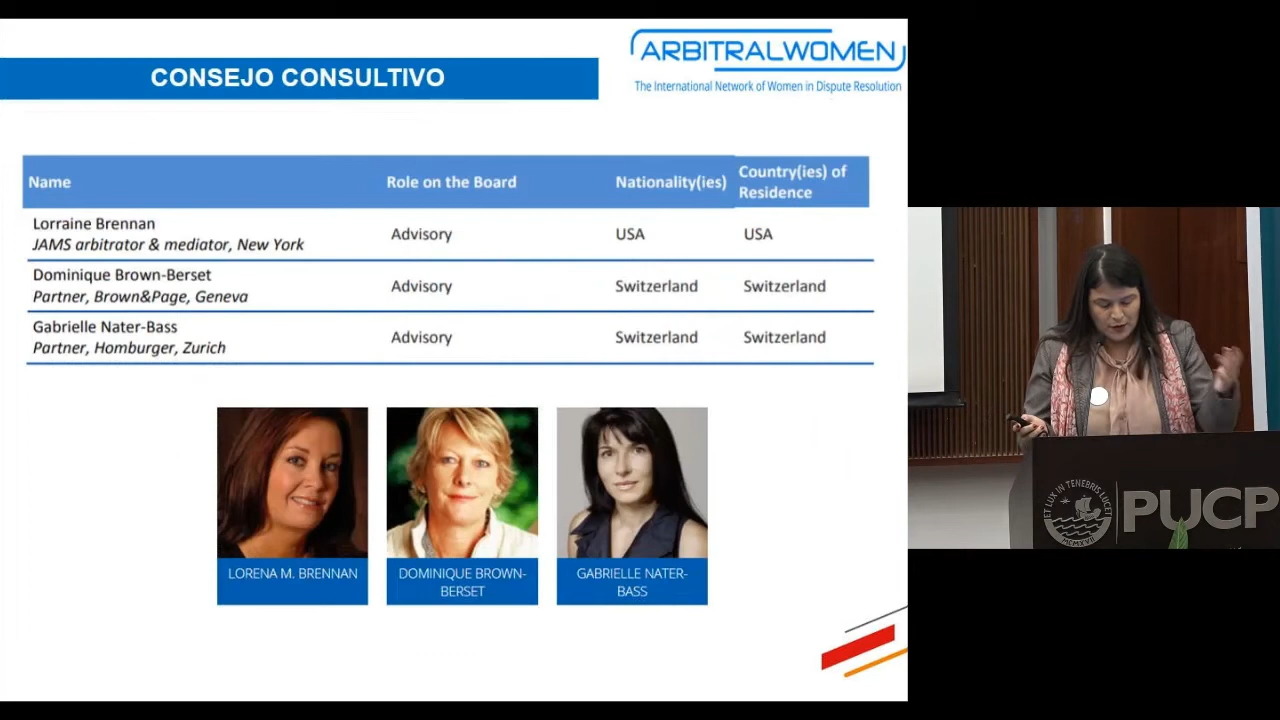 CONSEJO CONSULTIVO
ARBITRALWOMEN
The International Network of Women in Dispute Resolution
Name
Role on the Board
Nationality(ies)
Country(ies) of
Residence
Lorraine Brennan
JAMS arbitrator & mediator, New York
Advisory
USA
USA
Dominique Brown-Berset
Partner, Brown&Page, Geneva
Advisory
Switzerland
Switzerland
Gabrielle Nater-Bass
Partner, Homburger, Zurich
Advisory
Switzerland
Switzerland
LORENA M. BRENNAN
DOMINIQUE BROWN-
BERSET
GABRIELLE NATER-
BASS
ET LUX IN TENEBRIS LUCET
MCMXVII
PUCP